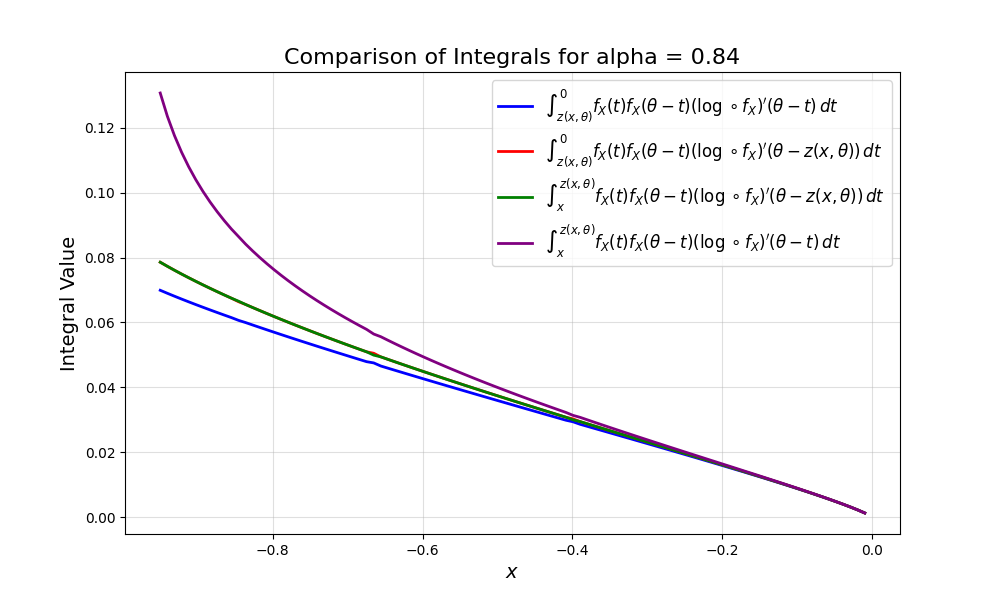 Comparison of Integrals for alpha = 0.84
∫_{z(x, θ)}^{0} f_X(t)f_X(θ − t)(log ∘ f_X)′(θ − t) dt
∫_{z(x, θ)}^{0} f_X(t)f_X(θ − t)(log ∘ f_X)′(θ − z(x, θ)) dt
∫_{x}^{z(x, θ)} f_X(t)f_X(θ − t)(log ∘ f_X)′(θ − z(x, θ)) dt
∫_{x}^{z(x, θ)} f_X(t)f_X(θ − t)(log ∘ f_X)′(θ − t) dt
Integral Value
0.12
0.10
0.08
0.06
0.04
0.02
0.00
−0.8 −0.6 −0.4 −0.2 0.0
x